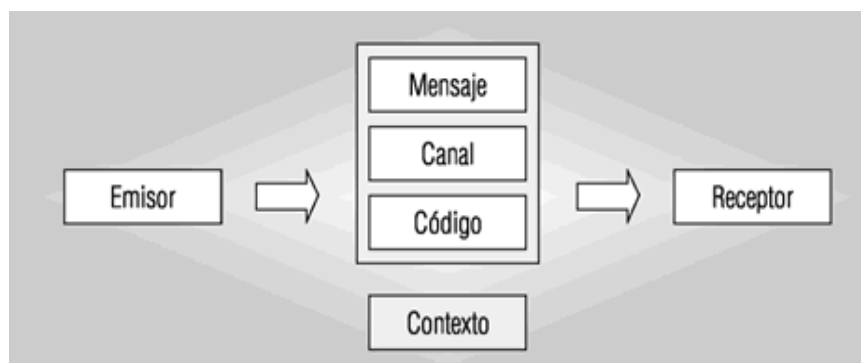 Mensaje
Canal
Emisor
Código
Receptor
Contexto